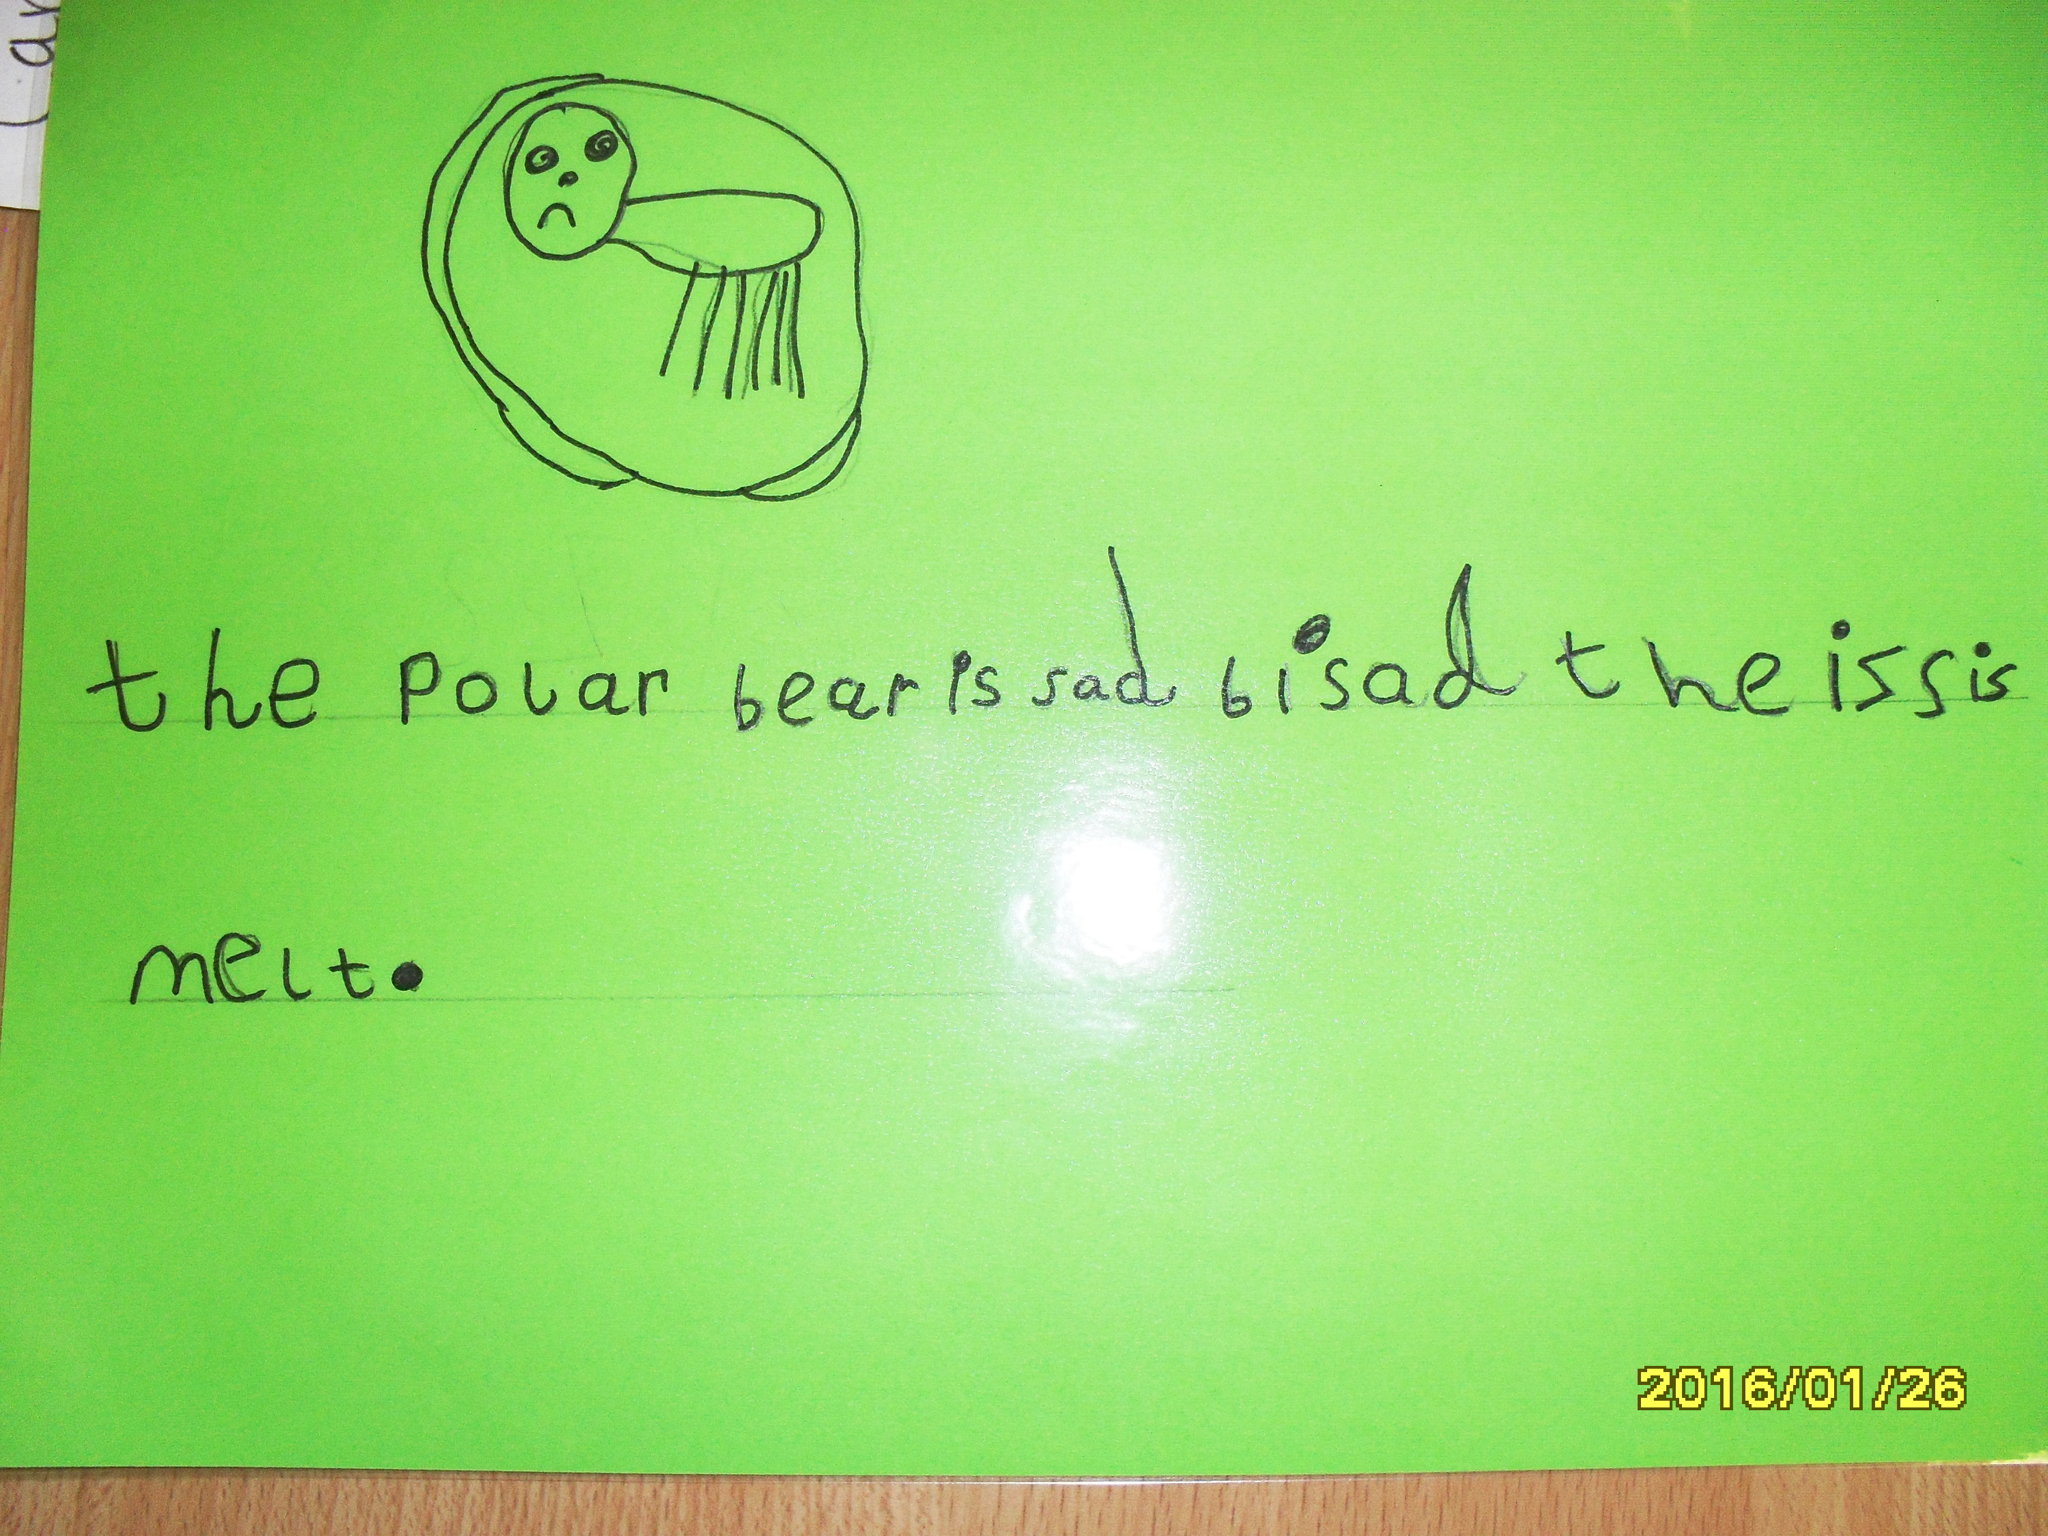 the polar bear is sad bisad the iss is
melt.
2016/01/26